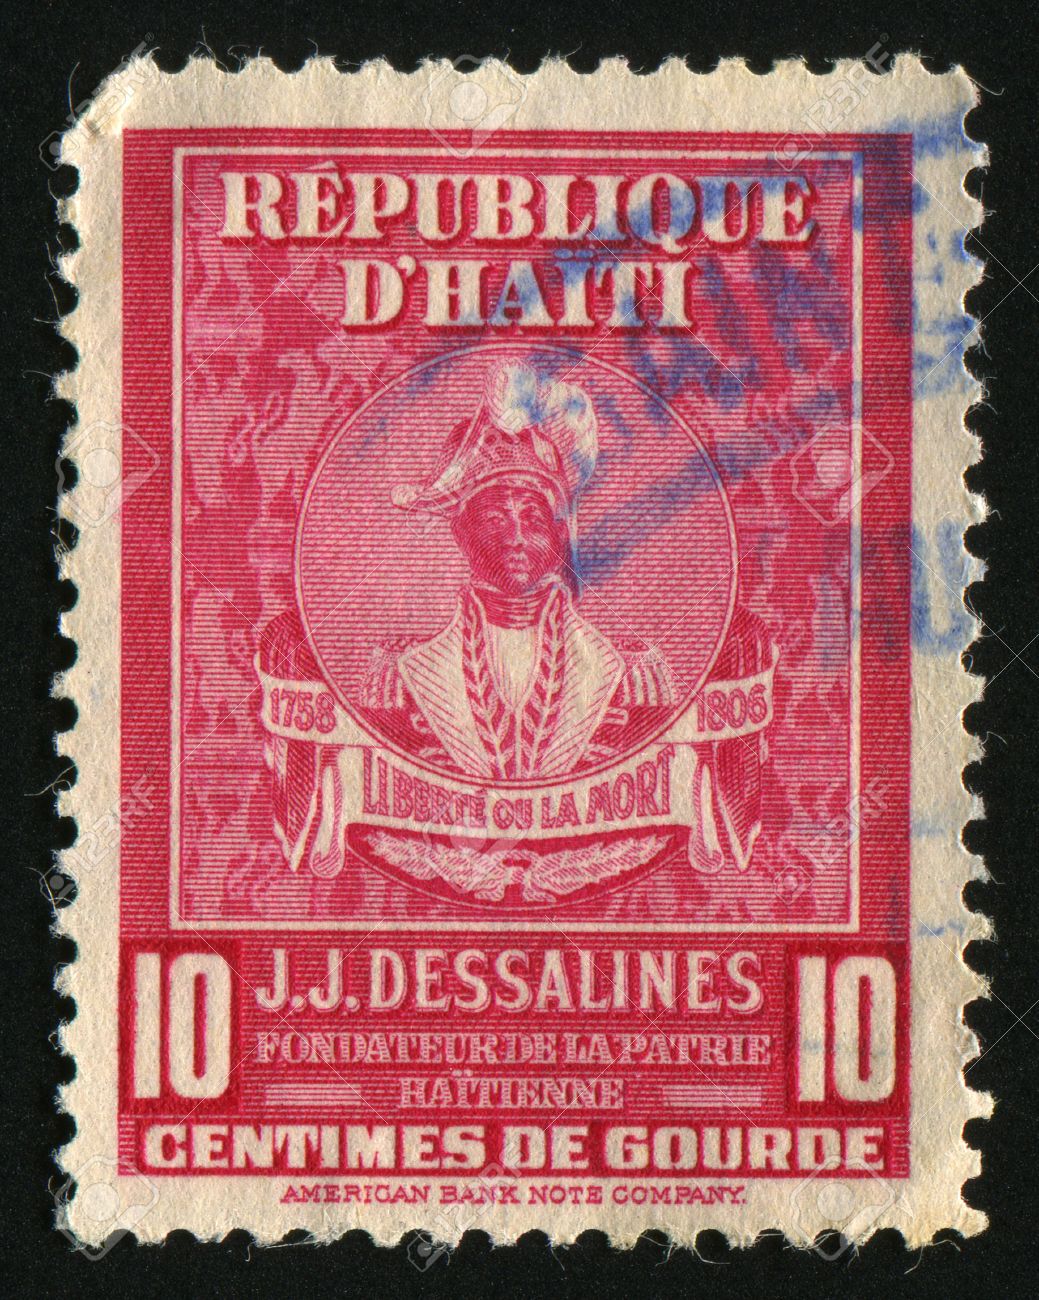 RÉPUBLIQUE
D'HAÏTI
1758 1806
LIBERTÉ OU LA MORT
10 J.J. DESSALINES 10
FONDATEUR DE LA PATRIE
HAÏTIENNE
CENTIMES DE GOURDE
AMERICAN BANK NOTE COMPANY.
123RF